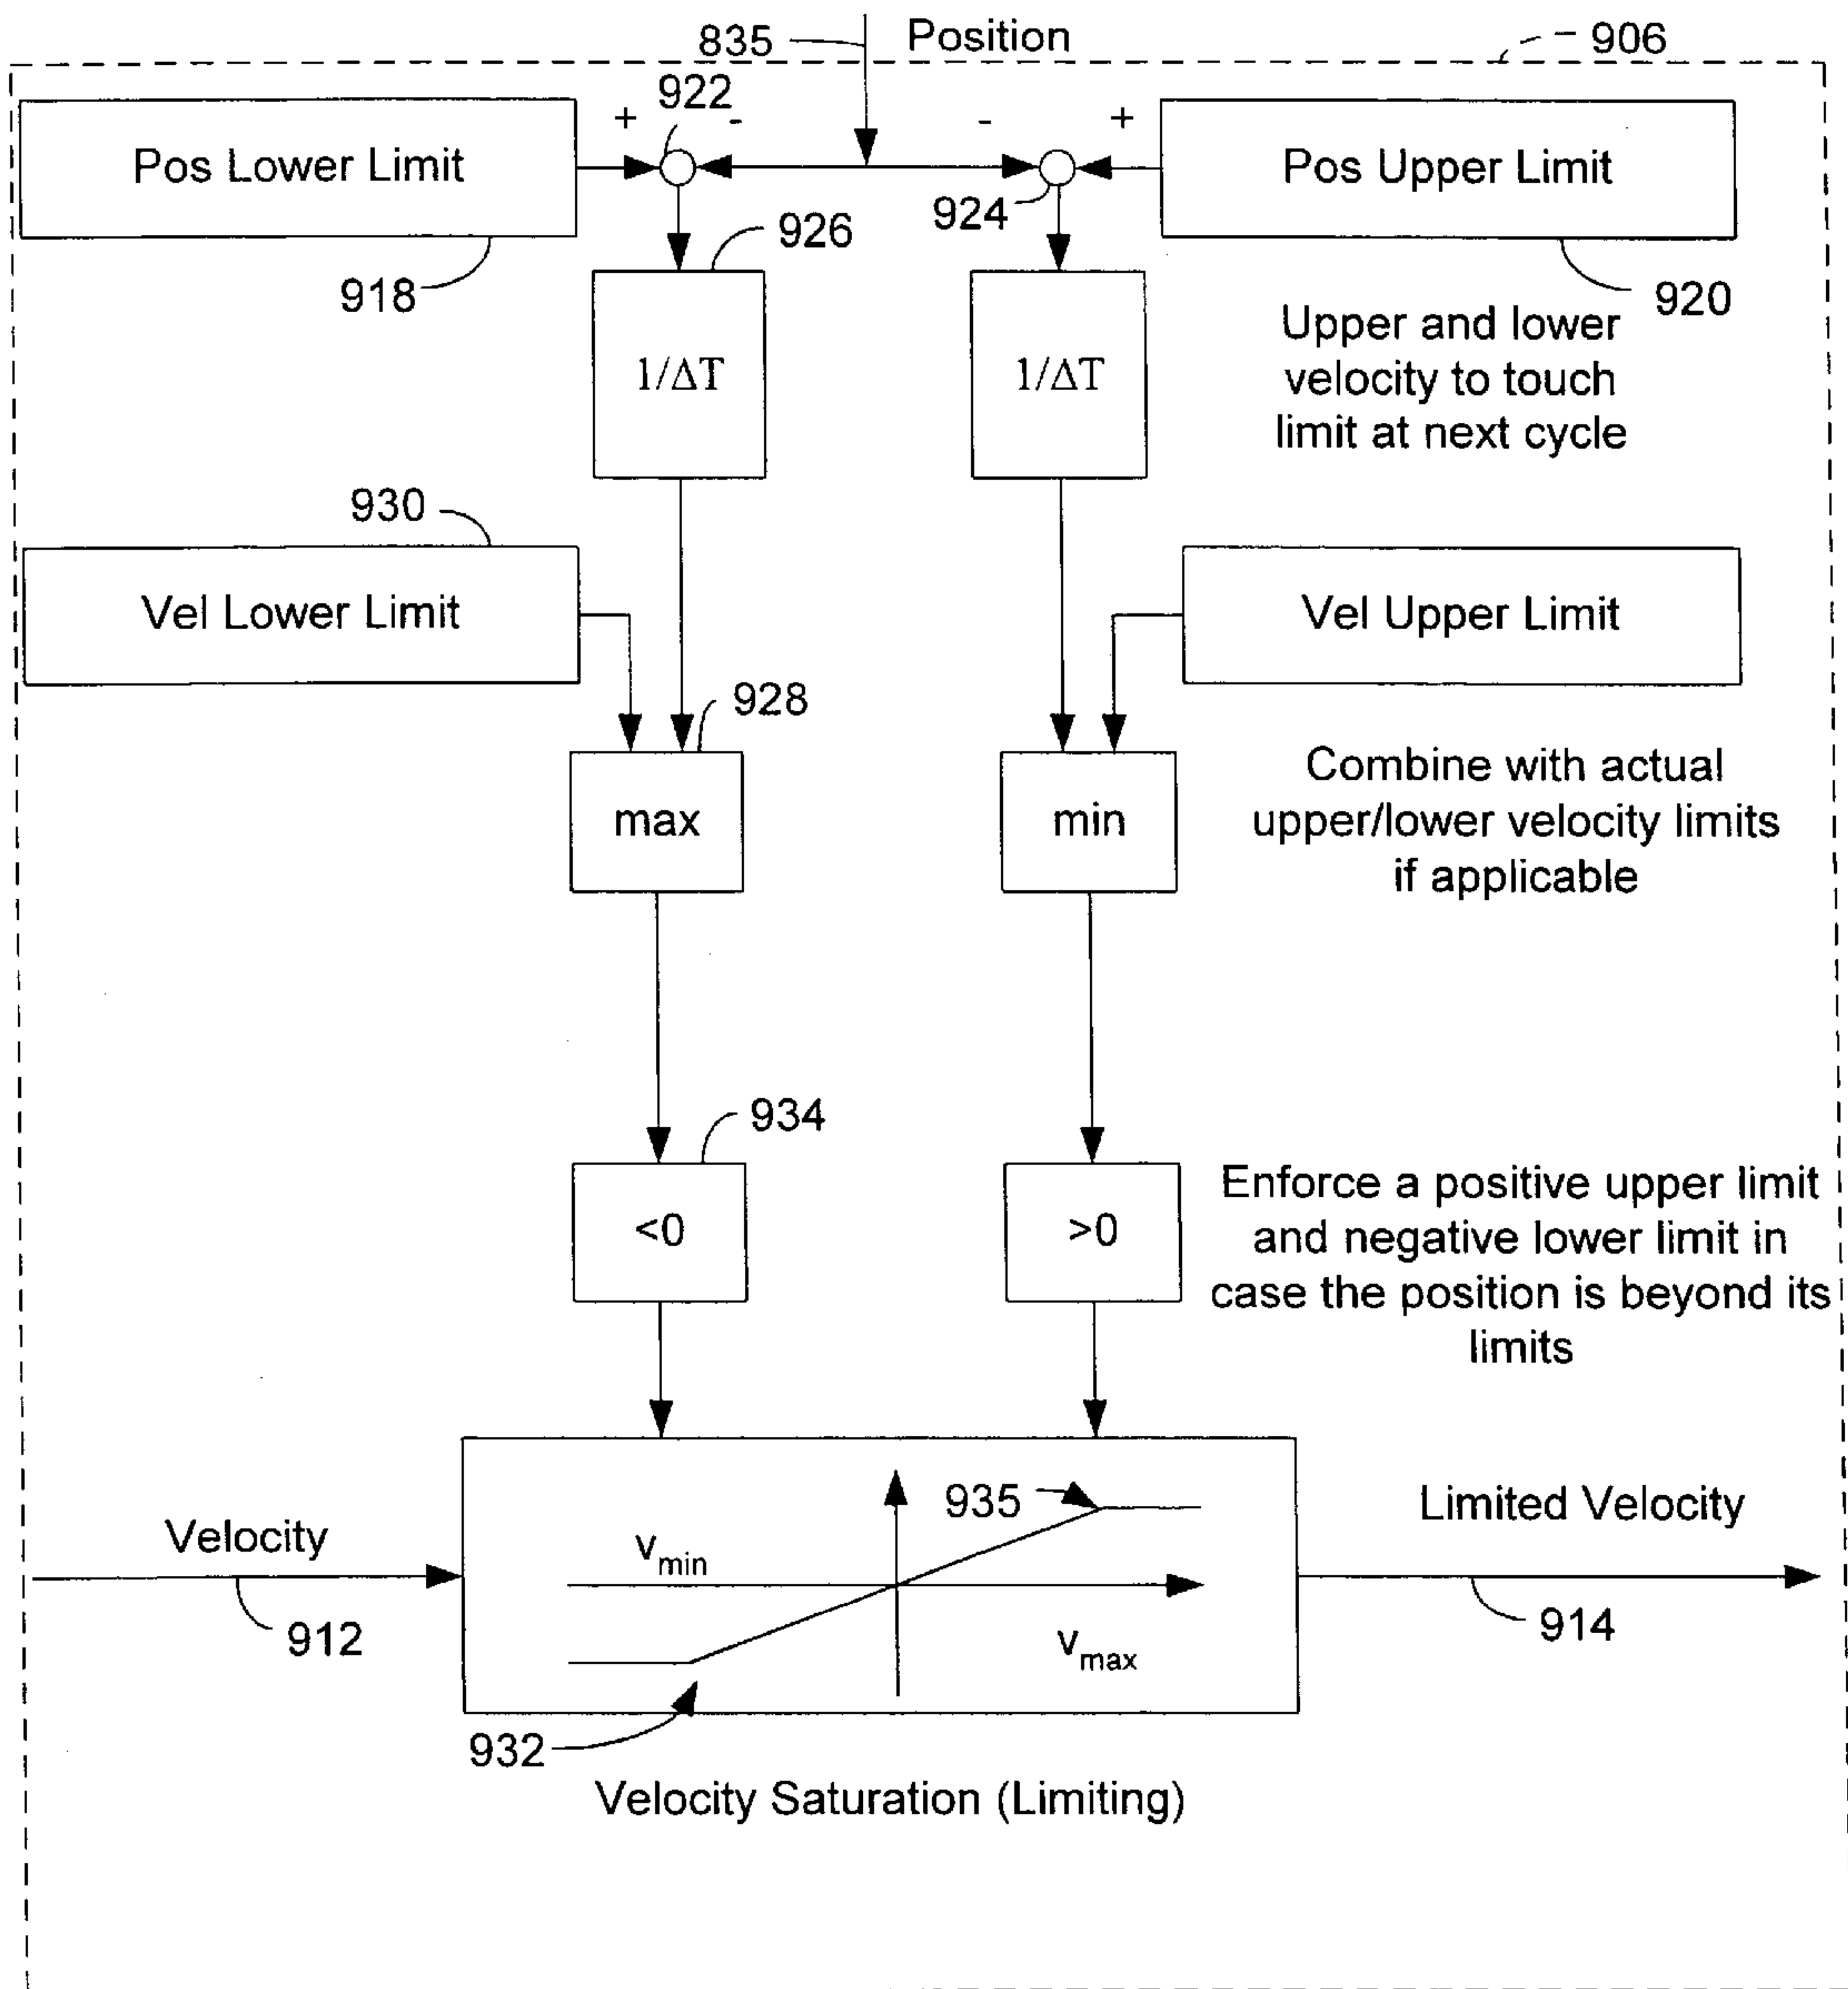 835
Position
906
922
+
-
-
+
Pos Lower Limit
Pos Upper Limit
924
926
918
920
1/ΔT
1/ΔT
Upper and lower
velocity to touch
limit at next cycle
930
Vel Lower Limit
Vel Upper Limit
928
max
min
Combine with actual
upper/lower velocity limits
if applicable
934
<0
>0
Enforce a positive upper limit
and negative lower limit in
case the position is beyond its
limits
935
Limited Velocity
Velocity
vmin
912
914
vmax
932
Velocity Saturation (Limiting)